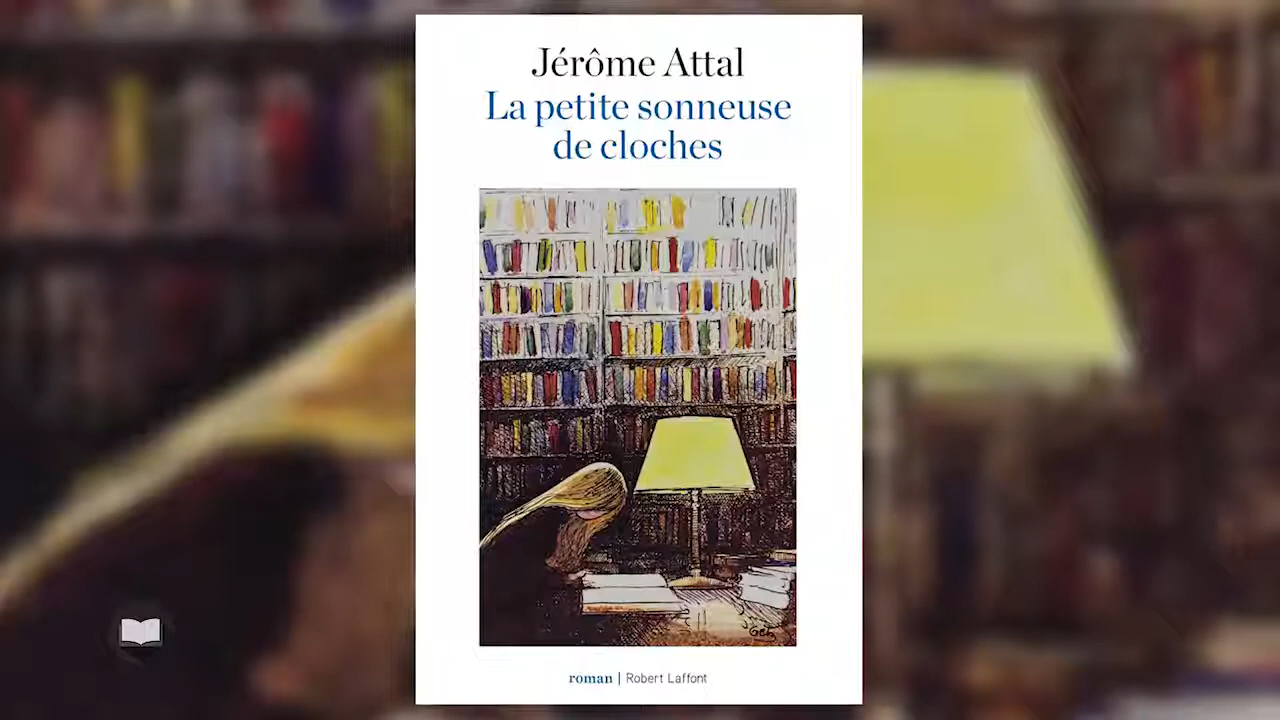 Jérôme Attal
La petite sonneuse
de cloches
roman | Robert Laffont